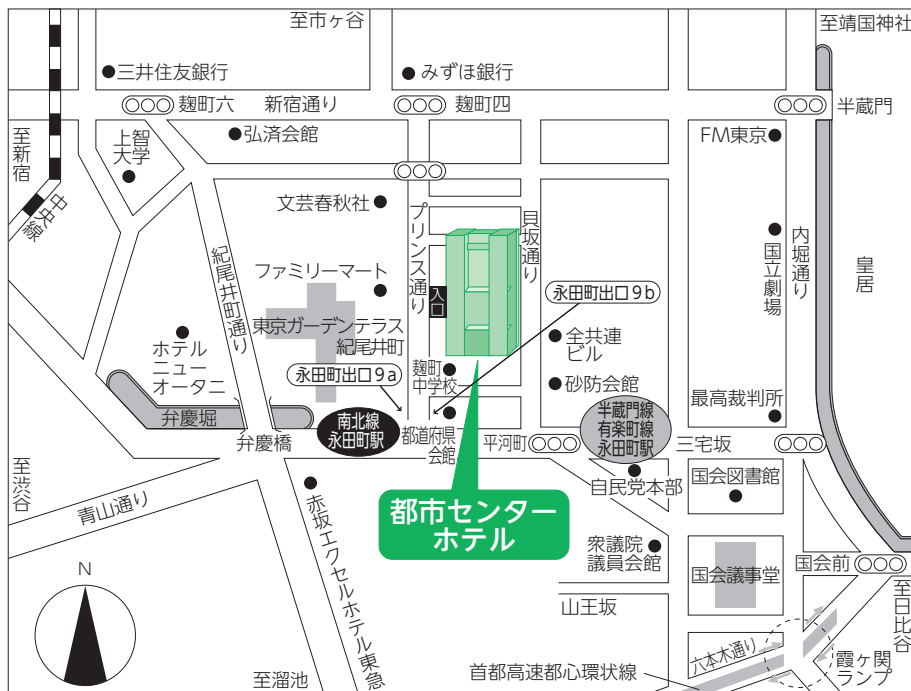 至市ヶ谷
至靖国神社
三井住友銀行
みずほ銀行
麹町六
新宿通り
麹町四
半蔵門
至新宿
上智
大学
弘済会館
FM東京
中央線
文芸春秋社
プリンス通り
貝坂通り
紀尾井町通り
国立劇場
内堀通り
皇居
ファミリーマート
入口
永田町出口9b
東京ガーデンテラス
紀尾井町
全共連
ビル
ホテル
ニュー
オータニ
永田町出口9a
麹町
中学校
砂防会館
最高裁判所
弁慶堀
弁慶橋
南北線
永田町駅
都道府県
会館
平河町
半蔵門線
有楽町線
永田町駅
三宅坂
至渋谷
青山通り
自民党本部
国会図書館
赤坂エクセルホテル東急
都市センター
ホテル
衆議院
議員会館
国会議事堂
国会前
N
山王坂
至日比谷
六本木通り
霞ヶ関
ランプ
首都高速都心環状線
至溜池